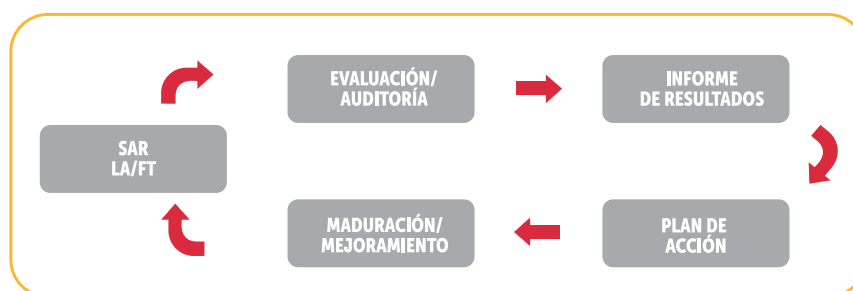 EVALUACIÓN/
AUDITORÍA
INFORME
DE RESULTADOS
SAR
LA/FT
MADURACIÓN/
MEJORAMIENTO
PLAN DE
ACCIÓN